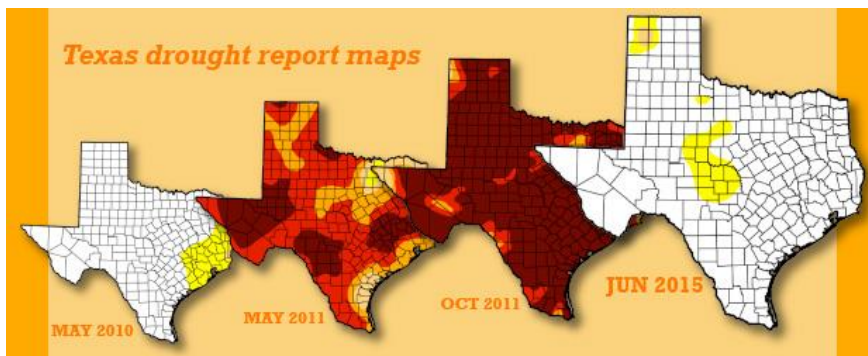 Texas drought report maps
MAY 2010
MAY 2011
OCT 2011
JUN 2015